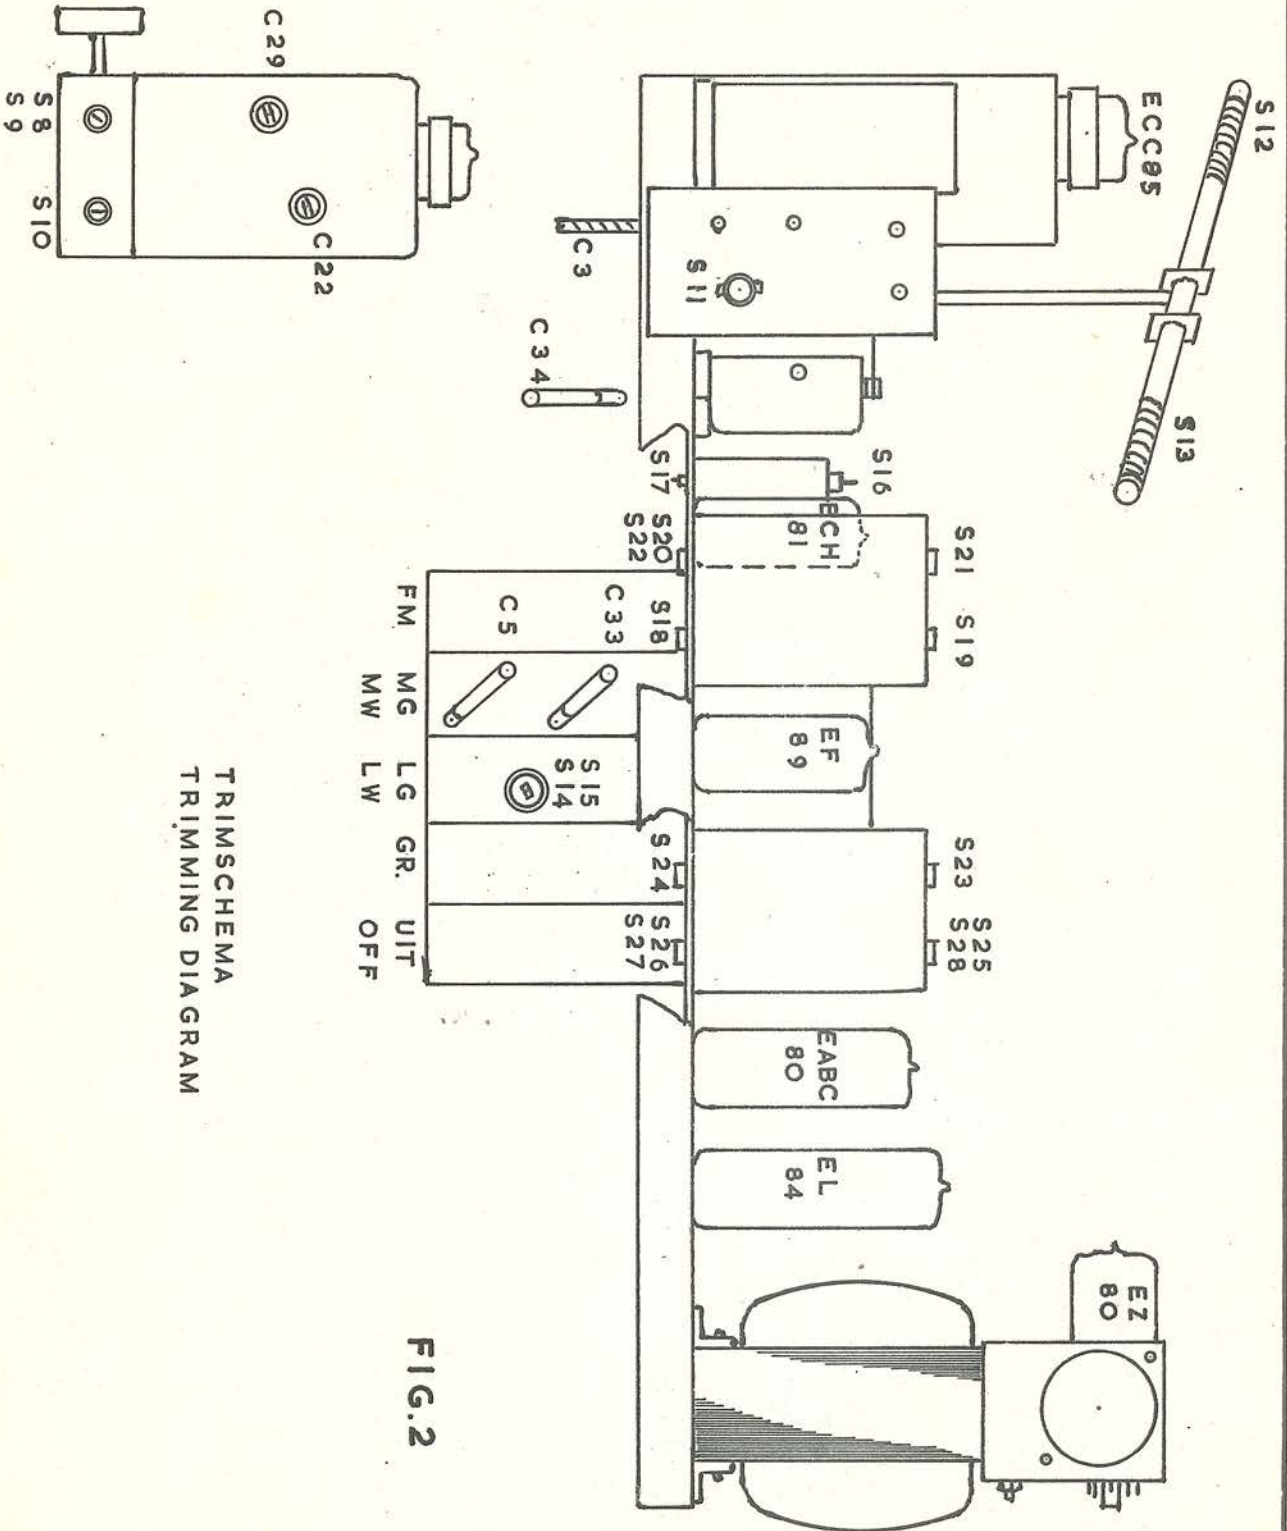 S12
ECC85
S13
C29
S8
S9
S10
C22
C3
S11
C34
S16
S17
ECH
81
S21
S19
S20
S22
S18
C33
C5
EF
89
S23
S25
S28
S15
S14
S24
S26
S27
FM
MG
MW
LG
LW
GR.
UIT
OFF
EABC
80
EL
84
EZ
80
TRIMSCHEMA
TRIMMING DIAGRAM
FIG.2